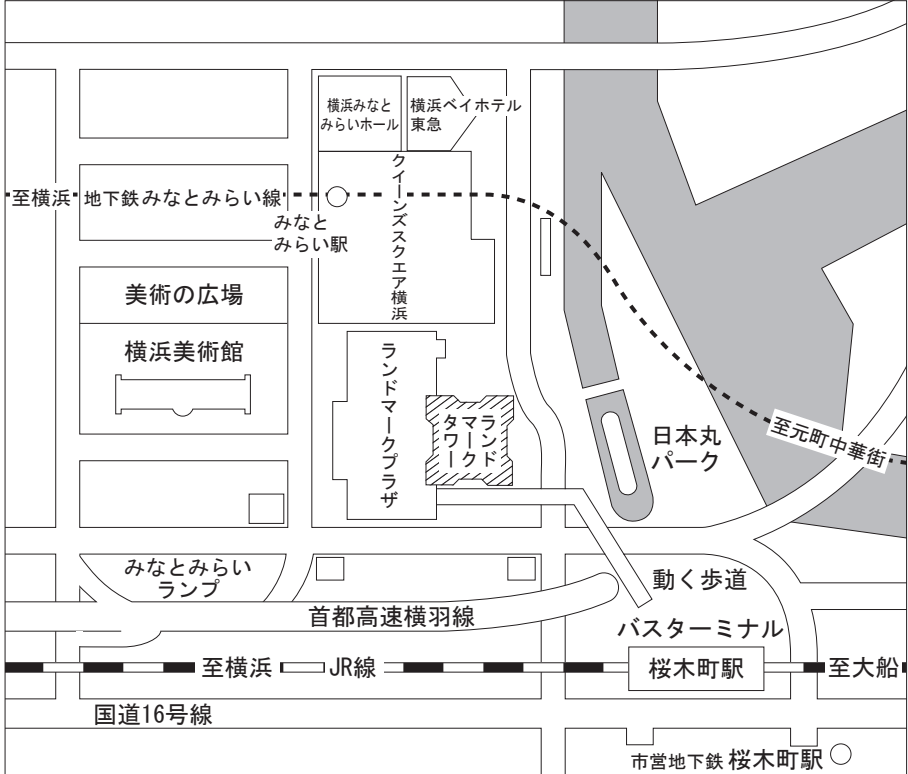 横浜みなと
みらいホール
横浜ベイホテル
東急
至横浜
地下鉄みなとみらい線
みなと
みらい駅
クイーンズスクエア横浜
美術の広場
横浜美術館
ランドマークプラザ
ランド
マーク
タワー
日本丸
パーク
至元町中華街
みなとみらい
ランプ
動く歩道
首都高速横羽線
バスターミナル
至横浜
JR線
桜木町駅
至大船
国道16号線
市営地下鉄 桜木町駅